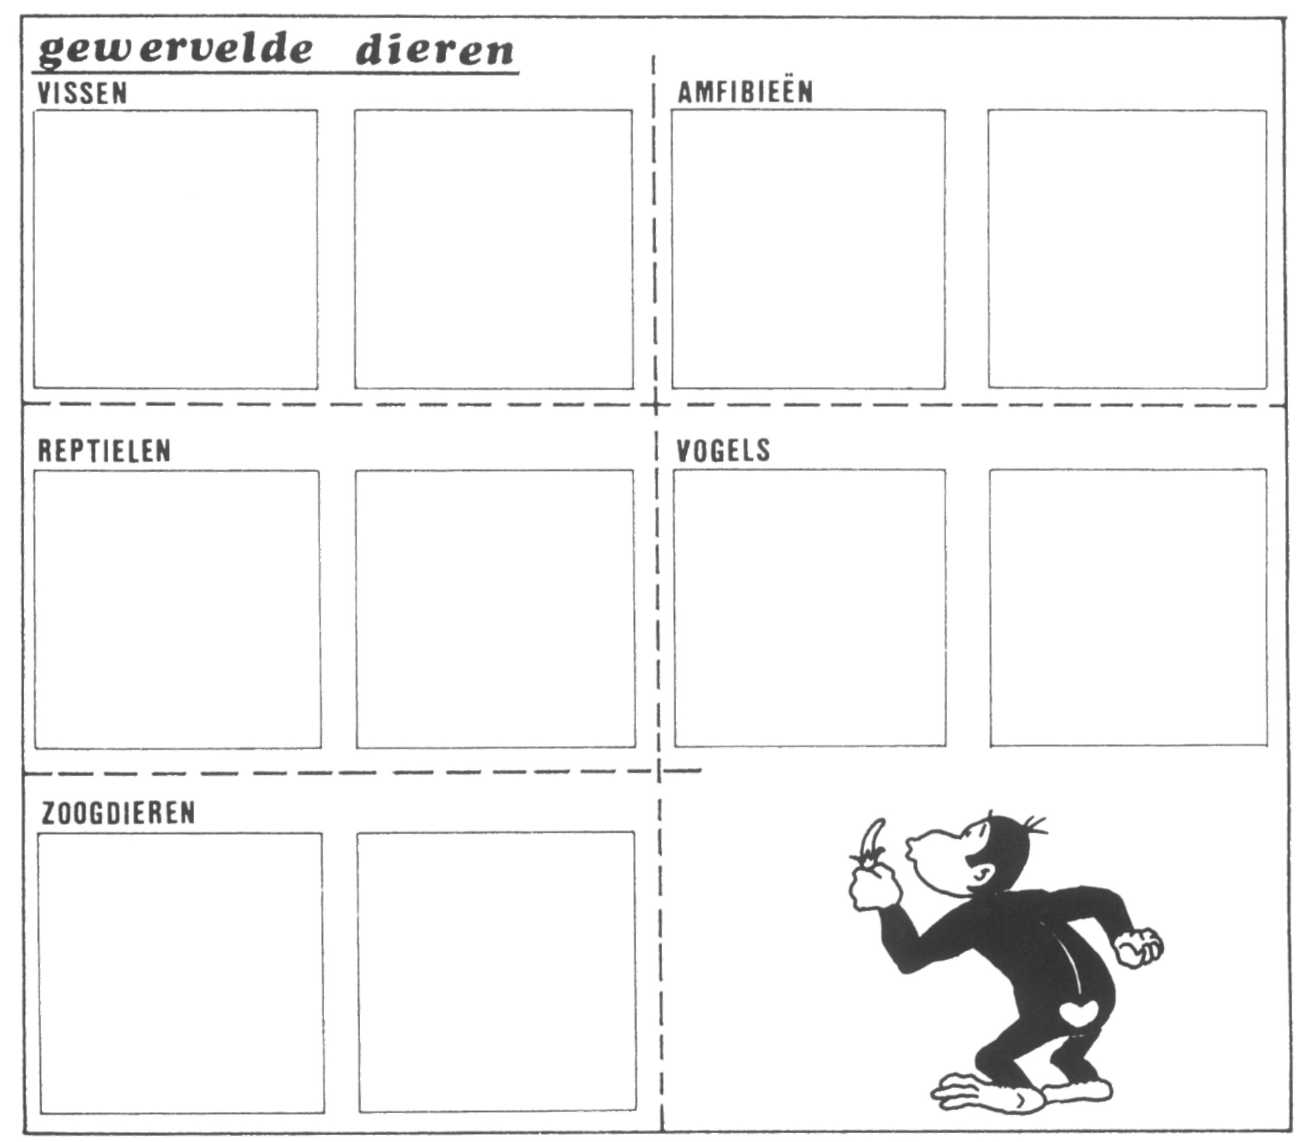 gewervelde dieren
VISSEN
AMFIBIEËN
REPTIELEN
VOGELS
ZOOGDIEREN